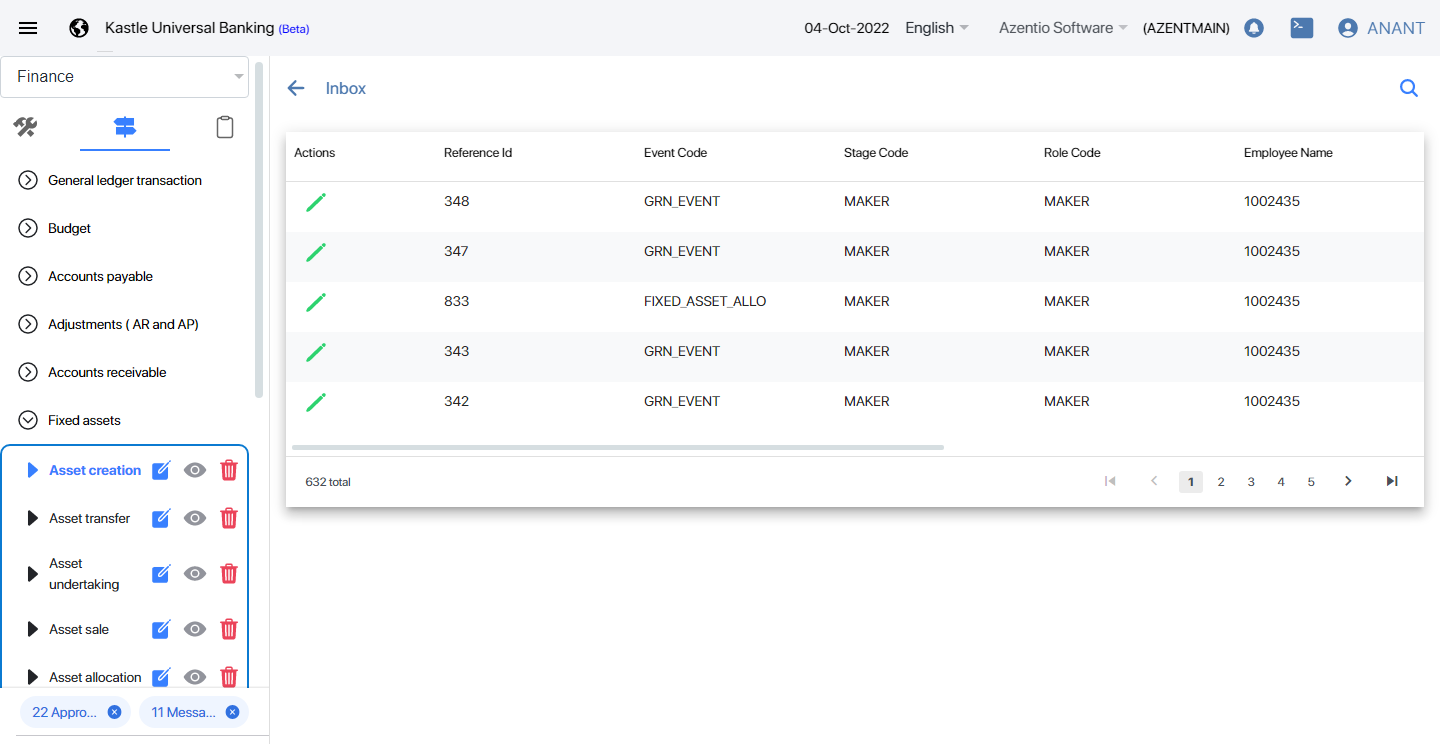 Kastle Universal Banking (Beta)
04-Oct-2022 English Azentio Software (AZENTMAIN) ANANT
Finance
General ledger transaction
Budget
Accounts payable
Adjustments ( AR and AP)
Accounts receivable
Fixed assets
Asset creation
Asset transfer
Asset
undertaking
Asset sale
Asset allocation
22 Appro... 11 Messa...
Inbox
Actions Reference Id Event Code Stage Code Role Code Employee Name
348 GRN_EVENT MAKER MAKER 1002435
347 GRN_EVENT MAKER MAKER 1002435
833 FIXED_ASSET_ALLO MAKER MAKER 1002435
343 GRN_EVENT MAKER MAKER 1002435
342 GRN_EVENT MAKER MAKER 1002435
632 total 1 2 3 4 5